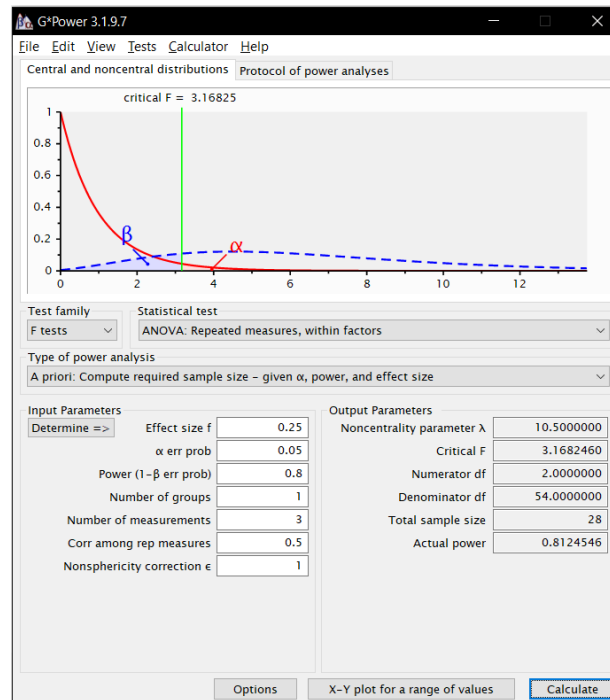 G*Power 3.1.9.7
File Edit View Tests Calculator Help
Central and noncentral distributions Protocol of power analyses
critical F = 3.16825
1
0.8
0.6
0.4
0.2
0
β
α
0 2 4 6 8 10 12
Test family Statistical test
F tests ANOVA: Repeated measures, within factors
Type of power analysis
A priori: Compute required sample size – given α, power, and effect size
Input Parameters
Determine => Effect size f 0.25
α err prob 0.05
Power (1-β err prob) 0.8
Number of groups 1
Number of measurements 3
Corr among rep measures 0.5
Nonsphericity correction ϵ 1
Output Parameters
Noncentrality parameter λ 10.5000000
Critical F 3.1682460
Numerator df 2.0000000
Denominator df 54.0000000
Total sample size 28
Actual power 0.8124546
Options X-Y plot for a range of values Calculate